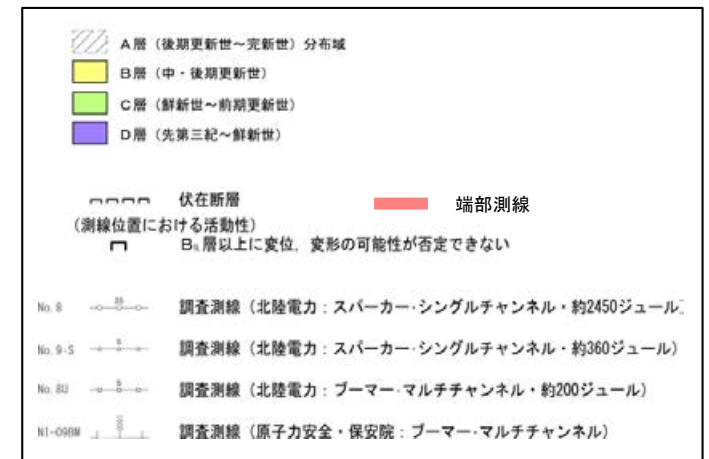 A層（後期更新世～完新世）分布域
B層（中・後期更新世）
C層（鮮新世～前期更新世）
D層（先第三紀～鮮新世）
伏在断層 端部測線
（測線位置における活動性）
B₁層以上に変位，変形の可能性が否定できない
No.8 調査測線（北陸電力：スパーカー・シングルチャンネル・約2450ジュール
No.9-S 調査測線（北陸電力：スパーカー・シングルチャンネル・約360ジュール）
No.8U 調査測線（北陸電力：ブーマー・マルチチャンネル・約200ジュール）
N1-09BM 調査測線（原子力安全・保安院：ブーマー・マルチチャンネル）